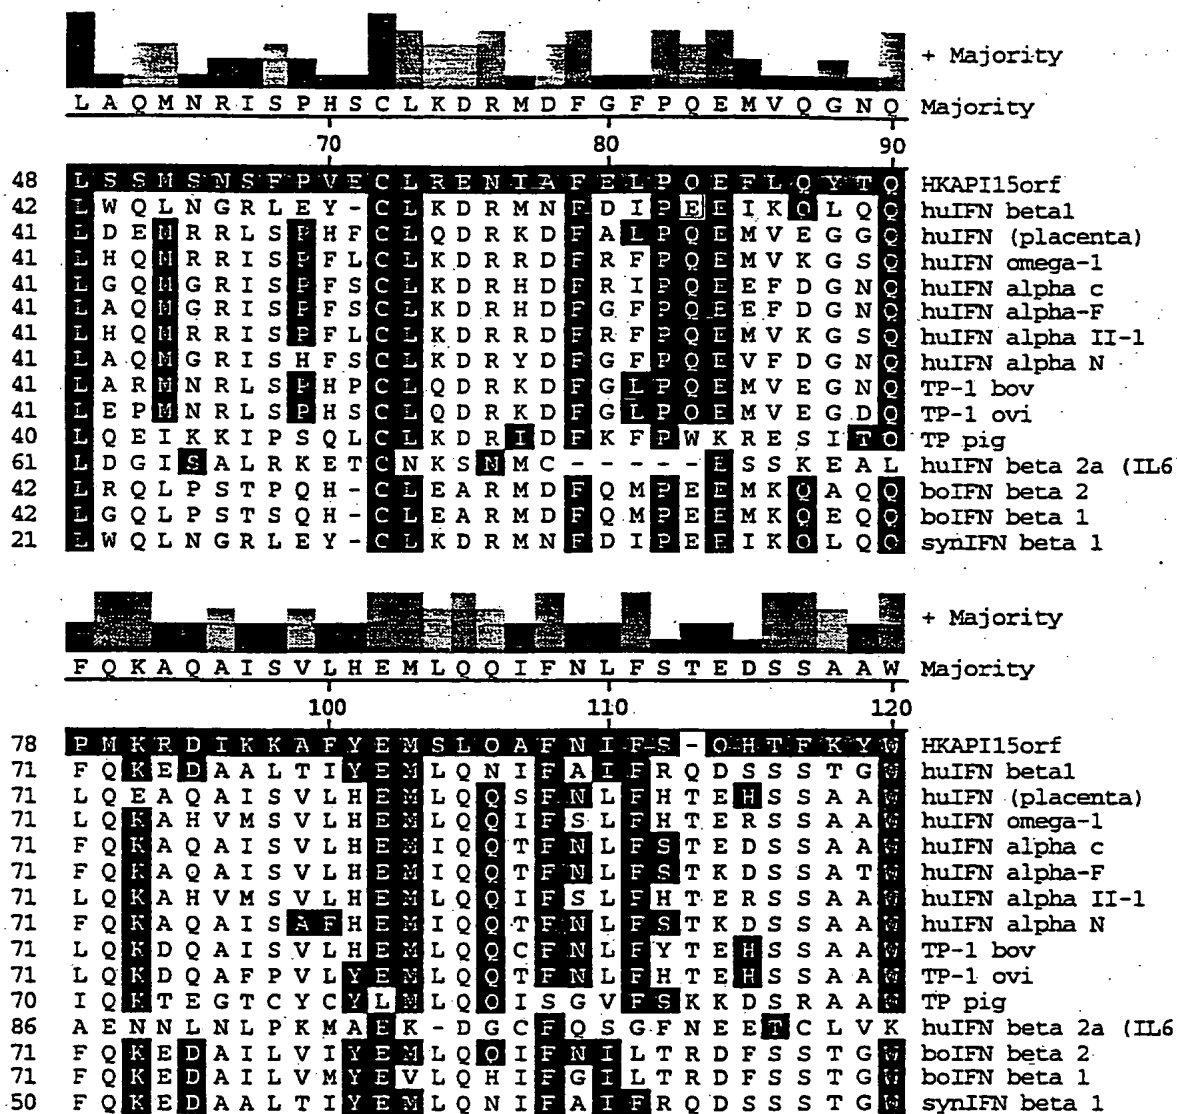 + Majority
L A Q M N R I S P H S C L K D R M D F G F P Q E M V Q G N Q Majority
70 80 90
48 L S S M S N S F P V E C L R E N I A F E L P Q E F L Q Y T Q HKAPI15orf
42 L W Q L N G R L E Y - C L K D R M N F D I P E E I K Q L Q Q huIFN beta1
41 L D E M R R L S P H F C L Q D R K D F A L P Q E M V E G G Q huIFN (placenta)
41 L H Q M R R I S P F L C L K D R R D F R F P Q E M V K G S Q huIFN omega-1
41 L G Q M G R I S P F S C L K D R H D F R I P Q E E F D G N Q huIFN alpha c
41 L A Q M G R I S P F S C L K D R H D F G F P Q E E F D G N Q huIFN alpha-F
41 L H Q M R R I S P F L C L K D R R D F R F P Q E M V K G S Q huIFN alpha II-1
41 L A Q M G R I S H F S C L K D R Y D F G F P Q E V F D G N Q huIFN alpha N
41 L A R M N R L S P H P C L Q D R K D F G L P Q E M V E G N Q TP-1 bov
41 L E P M N R L S P H S C L Q D R K D F G L P Q E M V E G D Q TP-1 ovi
40 L Q E I K K I P S Q L C L K D R I D F K F P W K R E S I T Q TP pig
61 L D G I S A L R K E T C N K S N M C - - - - - E S S K E A L huIFN beta 2a (IL6
42 L R Q L P S T P Q H - C L E A R M D F Q M P E E M K Q A Q Q boIFN beta 2
42 L G Q L P S T S Q H - C L E A R M D F Q M P E E M K Q E Q Q boIFN beta 1
21 L W Q L N G R L E Y - C L K D R M N F D I P E E I K Q L Q Q synIFN beta 1
+ Majority
F Q K A Q A I S V L H E M L Q Q I F N L F S T E D S S A A W Majority
100 110 120
78 P M K R D I K K A F Y E M S L Q A F N I F S - Q H T F K Y W HKAPI15orf
71 F Q K E D A A L T I Y E M L Q N I F A I F R Q D S S S T G W huIFN beta1
71 L Q E A Q A I S V L H E M L Q Q S F N L F H T E H S S A A W huIFN (placenta)
71 L Q K A H V M S V L H E M L Q Q I F S L F H T E R S S A A W huIFN omega-1
71 F Q K A Q A I S V L H E M I Q Q T F N L F S T E D S S A A W huIFN alpha c
71 F Q K A Q A I S V L H E M I Q Q T F N L F S T K D S S A T W huIFN alpha-F
71 L Q K A H V M S V L H E M L Q Q I F S L F H T E R S S A A W huIFN alpha II-1
71 F Q K A Q A I S A F H E M I Q Q T F N L F S T K D S S A A W huIFN alpha N
71 L Q K D Q A I S V L H E M L Q Q C F N L F Y T E H S S A A W TP-1 bov
71 L Q K D Q A F P V L Y E M L Q Q T F N L F H T E H S S A A W TP-1 ovi
70 I Q K T E G T C Y C Y L M L Q Q I S G V F S K K D S R A A W TP pig
86 A E N N L N L P K M A E K - D G C F Q S G F N E E T C L V K huIFN beta 2a (IL6
71 F Q K E D A I L V I Y E M L Q Q I F N I L T R D F S S T G W boIFN beta 2
71 F Q K E D A I L V M Y E V L Q H I F G I L T R D F S S T G W boIFN beta 1
50 F Q K E D A A L T I Y E M L Q N I F A I F R Q D S S S T G W synIFN beta 1